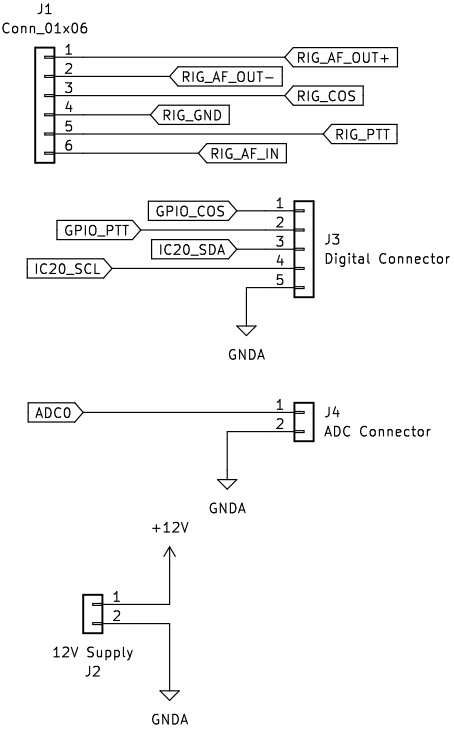 J1
Conn_01x06
1 RIG_AF_OUT+
2 RIG_AF_OUT-
3 RIG_COS
4 RIG_GND
5 RIG_PTT
6 RIG_AF_IN
GPIO_COS 1
GPIO_PTT 2
IC20_SDA 3
IC20_SCL 4
5
J3
Digital Connector
GNDA
ADC0 1
2
J4
ADC Connector
GNDA
+12V
1
2
12V Supply
J2
GNDA